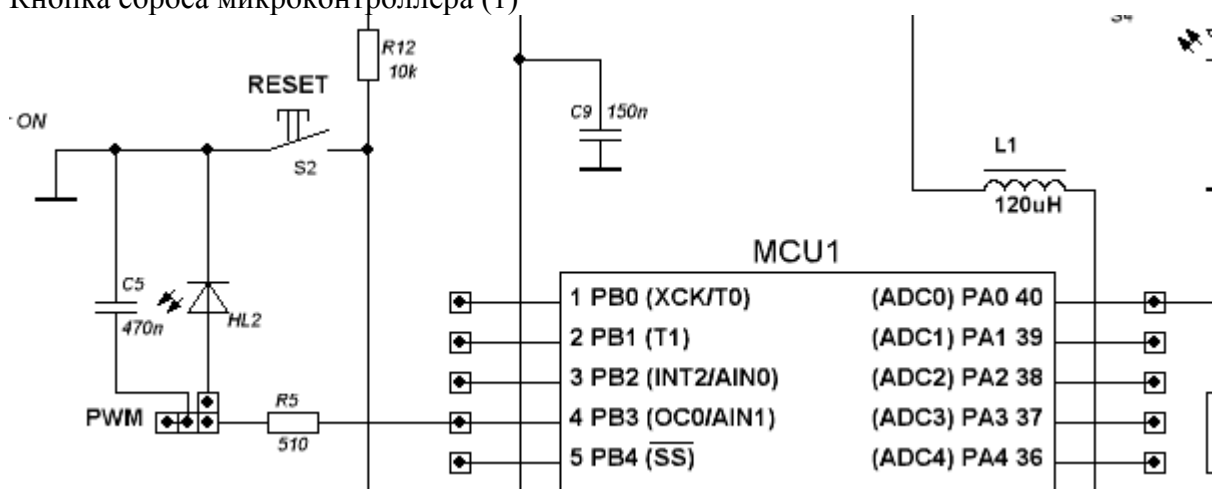 Кнопка сброса микроконтроллера (1)
R12
10k
RESET
ON
S2
C9 150n
L1
120uH
MCU1
C5
470n
HL2
PWM
R5
510
1 PB0 (XCK/T0)
2 PB1 (T1)
3 PB2 (INT2/AIN0)
4 PB3 (OC0/AIN1)
5 PB4 (SS)
(ADC0) PA0 40
(ADC1) PA1 39
(ADC2) PA2 38
(ADC3) PA3 37
(ADC4) PA4 36